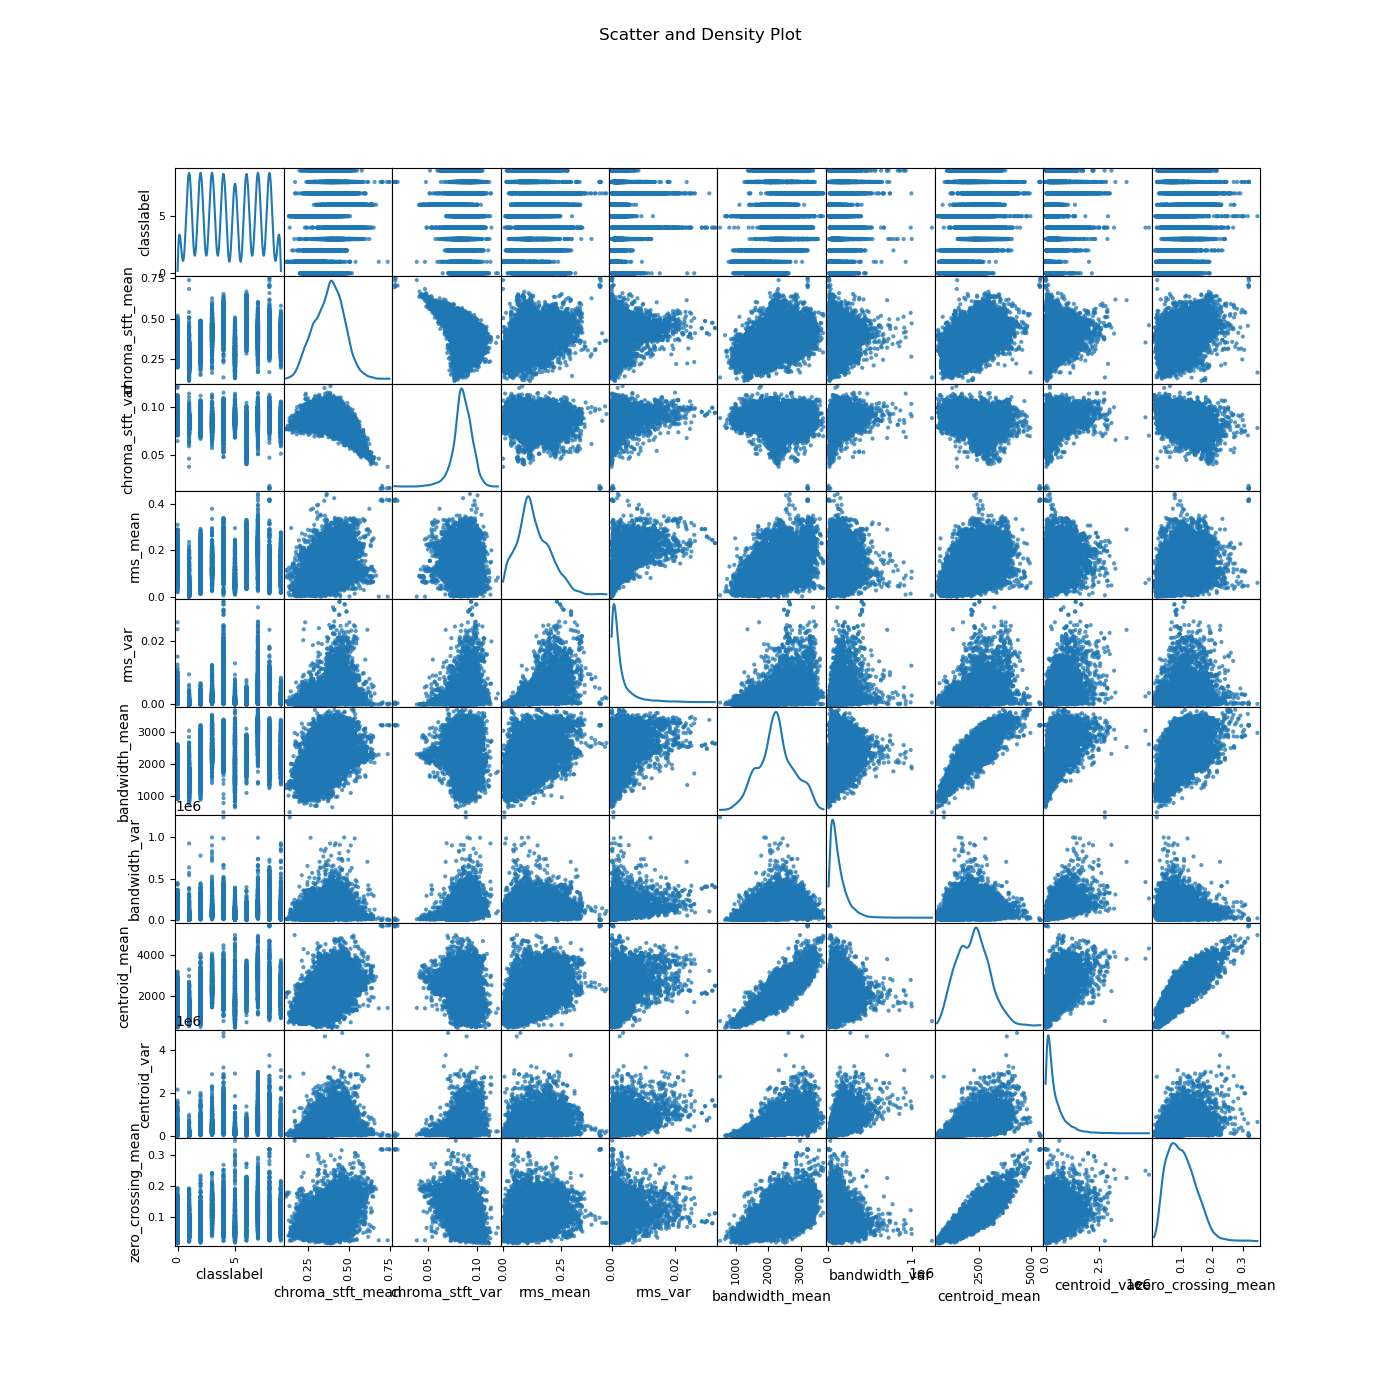 Scatter and Density Plot
classlabel
5
0
chroma_stft_mean
0.75
0.50
0.25
chroma_stft_var
0.10
0.05
rms_mean
0.4
0.2
0.0
rms_var
0.02
0.00
bandwidth_mean
3000
2000
1000
1e6
bandwidth_var
1.0
0.5
0.0
centroid_mean
4000
2000
1e6
centroid_var
4
2
0
zero_crossing_mean
0.3
0.2
0.1
0 5 0.25 0.50 0.75 0.05 0.10 0.00 0.25 0.00 0.02 1000 2000 3000 0 1 2500 5000 0.0 2.5 0.1 0.2 0.3
classlabel bandwidth_var 1e6
chroma_stft_mean chroma_stft_var rms_mean rms_var bandwidth_mean centroid_mean centroid_var 1e6 zero_crossing_mean